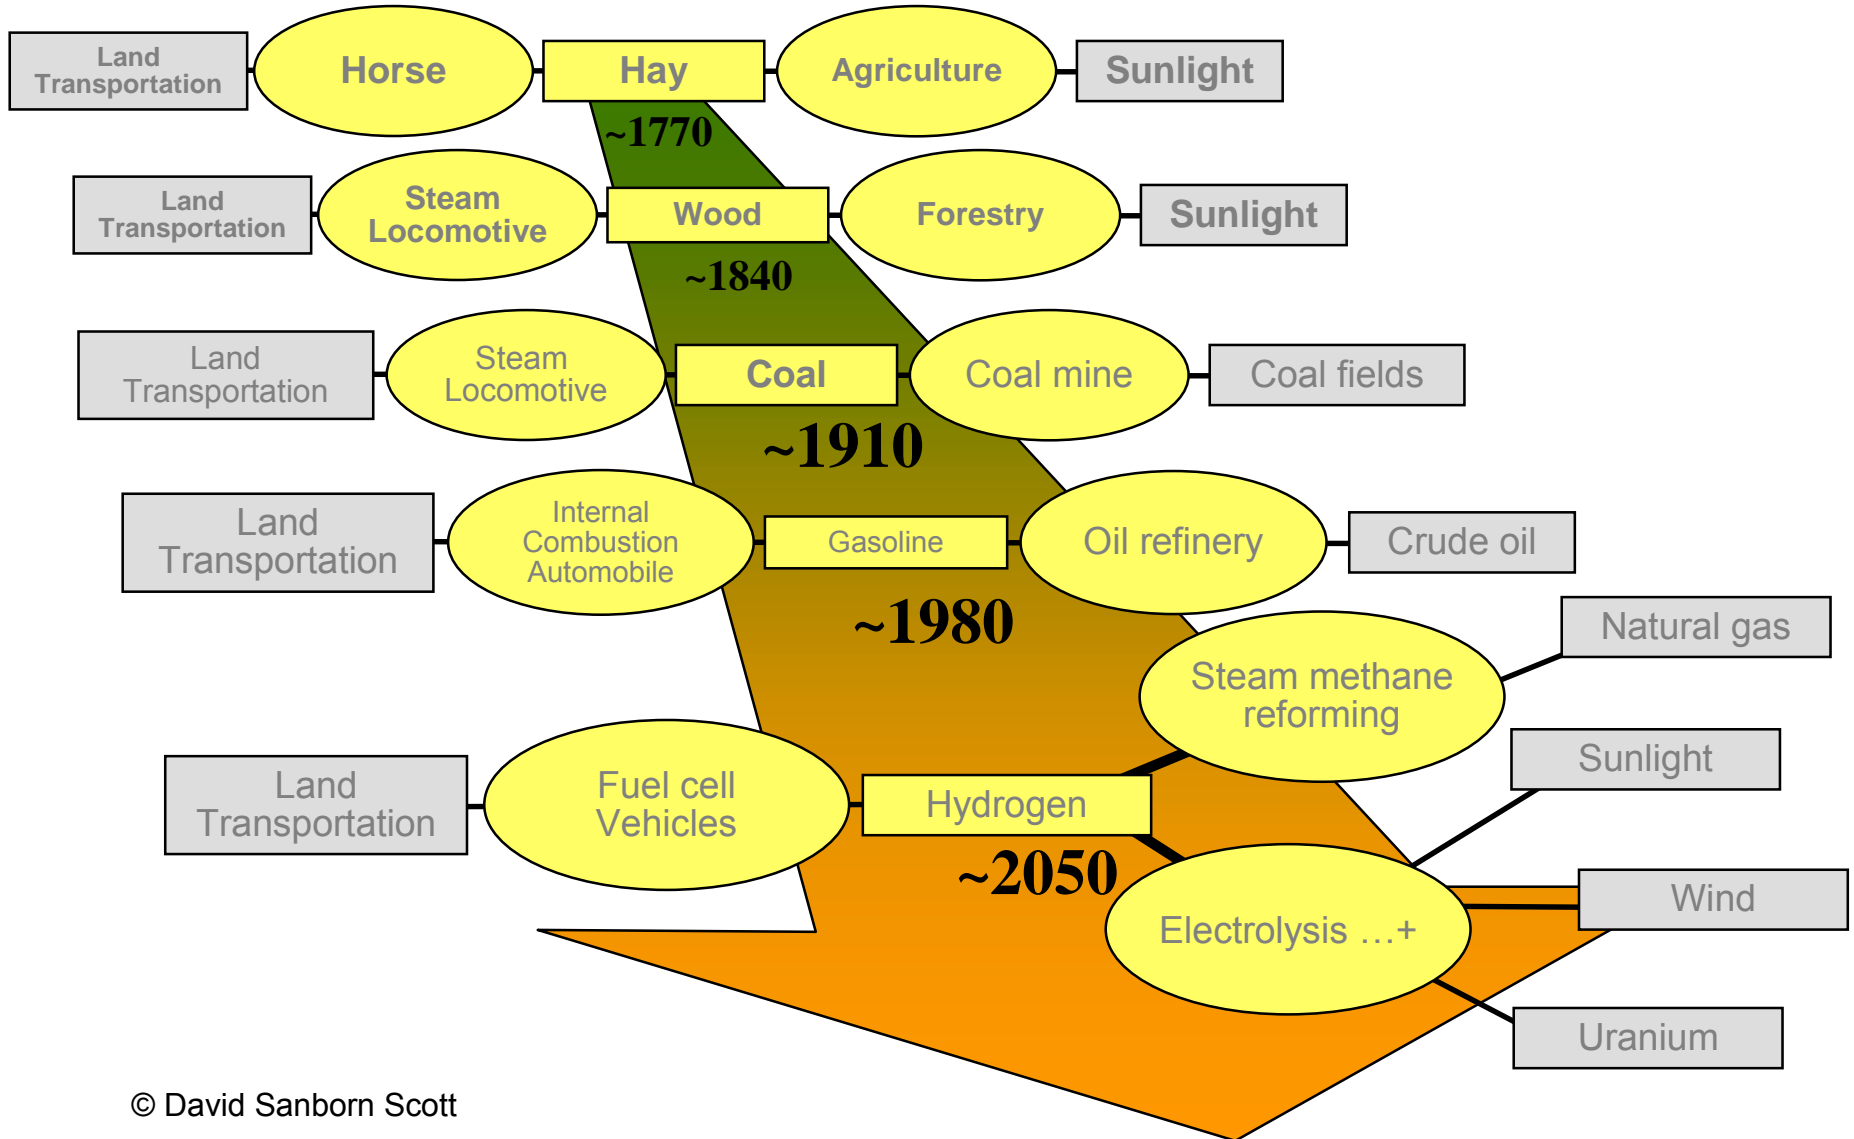 Land
Transportation
Horse
Hay
Agriculture
Sunlight
~1770
Land
Transportation
Steam
Locomotive
Wood
Forestry
Sunlight
~1840
Land
Transportation
Steam
Locomotive
Coal
Coal mine
Coal fields
~1910
Land
Transportation
Internal
Combustion
Automobile
Gasoline
Oil refinery
Crude oil
~1980
Natural gas
Steam methane
reforming
Sunlight
Land
Transportation
Fuel cell
Vehicles
Hydrogen
~2050
Electrolysis …+
Wind
Uranium
© David Sanborn Scott